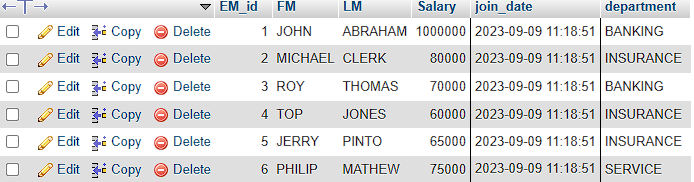 EM_id FM LM Salary join_date department
Edit Copy Delete 1 JOHN ABRAHAM 1000000 2023-09-09 11:18:51 BANKING
Edit Copy Delete 2 MICHAEL CLERK 80000 2023-09-09 11:18:51 INSURANCE
Edit Copy Delete 3 ROY THOMAS 70000 2023-09-09 11:18:51 BANKING
Edit Copy Delete 4 TOP JONES 60000 2023-09-09 11:18:51 INSURANCE
Edit Copy Delete 5 JERRY PINTO 65000 2023-09-09 11:18:51 INSURANCE
Edit Copy Delete 6 PHILIP MATHEW 75000 2023-09-09 11:18:51 SERVICE